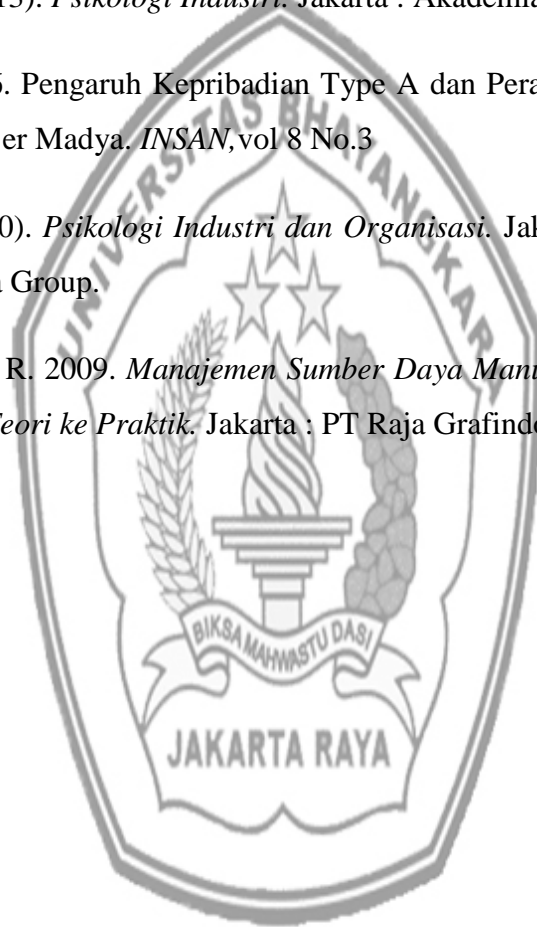 13). Psikologi Industri. Jakarta : Akademia
6. Pengaruh Kepribadian Type A dan Pera
er Madya. INSAN,vol 8 No.3
0). Psikologi Industri dan Organisasi. Jak
a Group.
R. 2009. Manajemen Sumber Daya Manu
Teori ke Praktik. Jakarta : PT Raja Grafindo
UNIVERSITAS BHAYANGKARA
BIKSA MAHWASTU DASI
JAKARTA RAYA